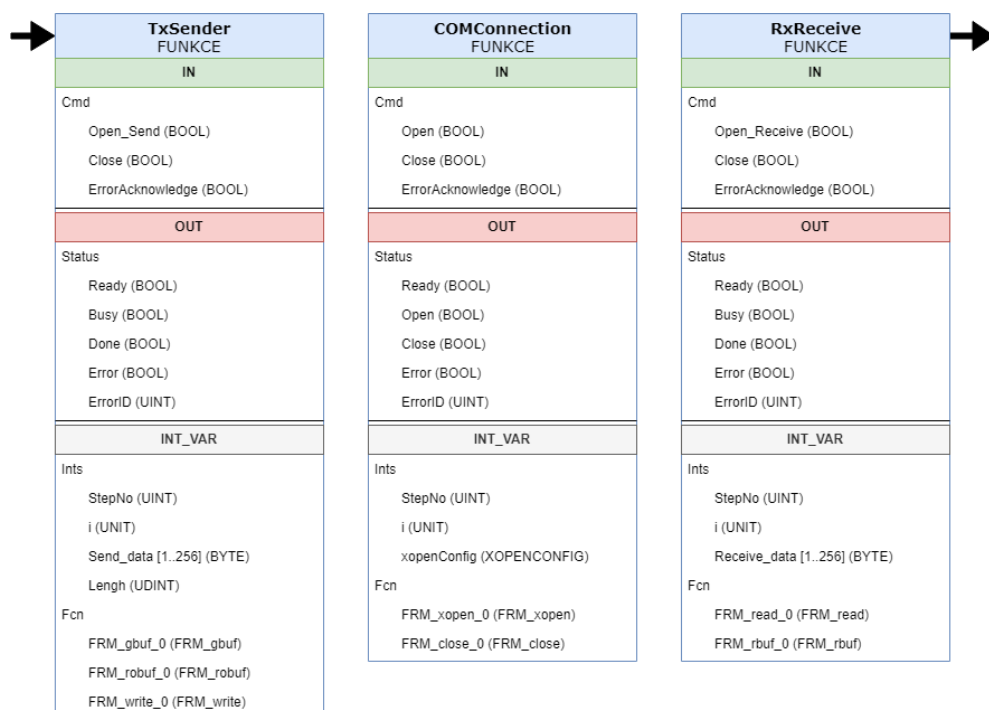 TxSender
FUNKCE
IN
Cmd
Open_Send (BOOL)
Close (BOOL)
ErrorAcknowledge (BOOL)
OUT
Status
Ready (BOOL)
Busy (BOOL)
Done (BOOL)
Error (BOOL)
ErrorID (UINT)
INT_VAR
Ints
StepNo (UINT)
i (UNIT)
Send_data [1..256] (BYTE)
Lengh (UDINT)
Fcn
FRM_gbuf_0 (FRM_gbuf)
FRM_robuf_0 (FRM_robuf)
FRM_write_0 (FRM_write)
COMConnection
FUNKCE
IN
Cmd
Open (BOOL)
Close (BOOL)
ErrorAcknowledge (BOOL)
OUT
Status
Ready (BOOL)
Open (BOOL)
Close (BOOL)
Error (BOOL)
ErrorID (UINT)
INT_VAR
Ints
StepNo (UINT)
i (UNIT)
xopenConfig (XOPENCONFIG)
Fcn
FRM_xopen_0 (FRM_xopen)
FRM_close_0 (FRM_close)
RxReceive
FUNKCE
IN
Cmd
Open_Receive (BOOL)
Close (BOOL)
ErrorAcknowledge (BOOL)
OUT
Status
Ready (BOOL)
Busy (BOOL)
Done (BOOL)
Error (BOOL)
ErrorID (UINT)
INT_VAR
Ints
StepNo (UINT)
i (UNIT)
Receive_data [1..256] (BYTE)
Fcn
FRM_read_0 (FRM_read)
FRM_rbuf_0 (FRM_rbuf)